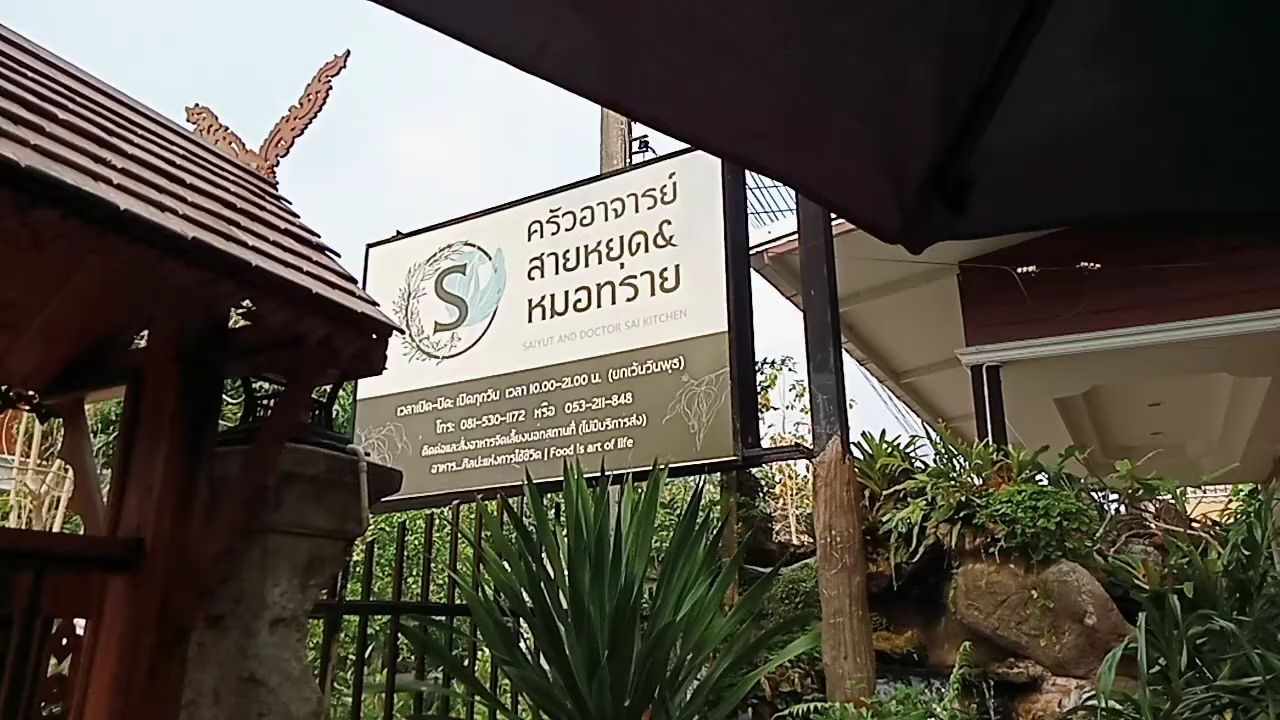 S
ครัวอาจารย์
สายหยุด&
หมอทราย
SAIYUT AND DOCTOR SAI KITCHEN
เวลาเปิด-ปิด: เปิดทุกวัน เวลา 10.00-21.00 น. (ยกเว้นวันพุธ)
โทร: 081-530-1172 หรือ 053-211-848
ติดต่อและสั่งอาหารจัดเลี้ยงนอกสถานที่ (ไม่มีบริการส่ง)
อาหาร...ศิลปะแห่งการใช้ชีวิต | Food is art of life